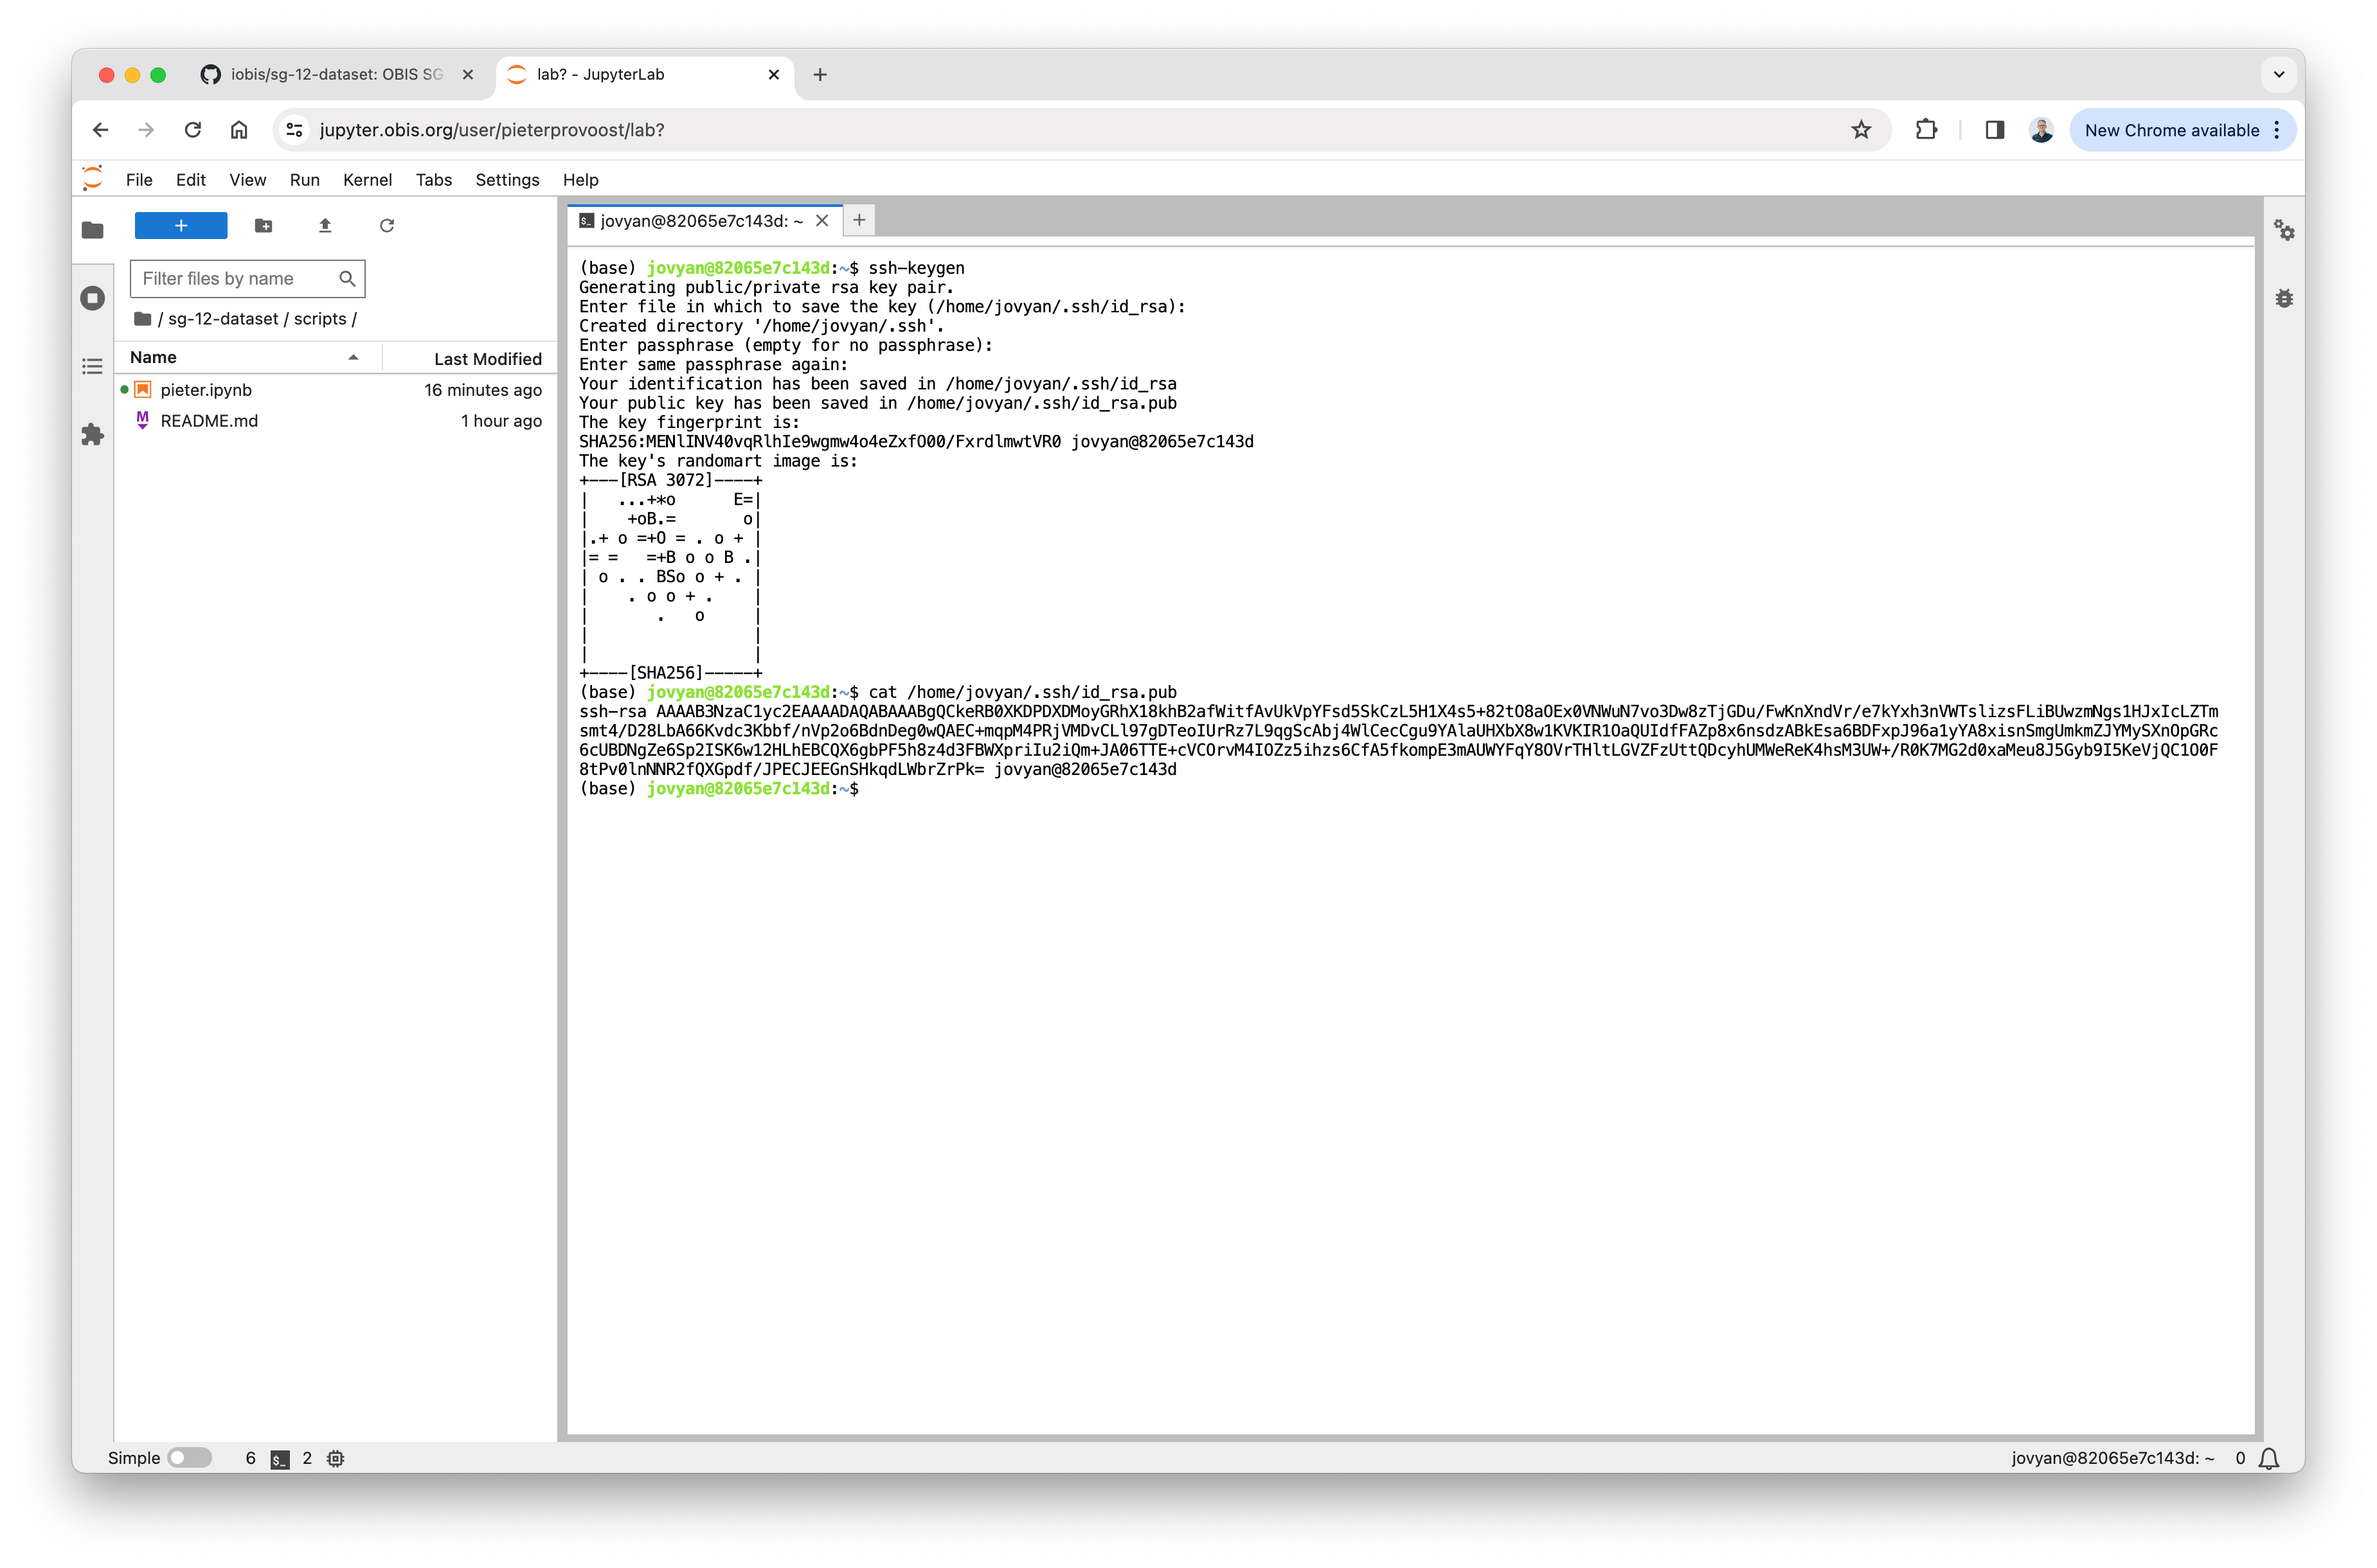 iobis/sg-12-dataset: OBIS SG
lab? - JupyterLab
jupyter.obis.org/user/pieterprovoost/lab?
New Chrome available
File Edit View Run Kernel Tabs Settings Help
Filter files by name
/ sg-12-dataset / scripts /
Name Last Modified
pieter.ipynb 16 minutes ago
README.md 1 hour ago
jovyan@82065e7c143d: ~
(base) jovyan@82065e7c143d:~$ ssh-keygen
Generating public/private rsa key pair.
Enter file in which to save the key (/home/jovyan/.ssh/id_rsa):
Created directory '/home/jovyan/.ssh'.
Enter passphrase (empty for no passphrase):
Enter same passphrase again:
Your identification has been saved in /home/jovyan/.ssh/id_rsa
Your public key has been saved in /home/jovyan/.ssh/id_rsa.pub
The key fingerprint is:
SHA256:MENlINV40vqRlhIe9wgmw4o4eZxfO00/FxrdlmwtVR0 jovyan@82065e7c143d
The key's randomart image is:
+---[RSA 3072]----+
|   ...+*o      E=|
|    +oB.=       o|
|.+ o =+O = . o + |
|= =   =+B o o B .|
| o . . BSo o + . |
|    . o o + .    |
|       .   o     |
|                 |
|                 |
+----[SHA256]-----+
(base) jovyan@82065e7c143d:~$ cat /home/jovyan/.ssh/id_rsa.pub
ssh-rsa AAAAB3NzaC1yc2EAAAADAQABAAABgQCkeRB0XKDPDXDMoyGRhX18khB2afWitfAvUkVpYFsd5SkCzL5H1X4s5+82tO8aOEx0VNWuN7vo3Dw8zTjGDu/FwKnXndVr/e7kYxh3nVWTslizsFLiBUwzmNgs1HJxIcLZTm
smt4/D28LbA66Kvdc3Kbbf/nVp2o6BdnDeg0wQAEC+mqpM4PRjVMDvCLl97gDTeoIUrRz7L9qgScAbj4WlCecCgu9YAlaUHXbX8w1KVKIR1OaQUIdfFAZp8x6nsdzABkEsa6BDFxpJ96a1yYA8xisnSmgUmkmZJYMySXnOpGRc
6cUBDNgZe6Sp2ISK6w12HLhEBCQX6gbPF5h8z4d3FBWXpriIu2iQm+JA06TTE+cVCOrvM4IOZz5ihzs6CfA5fkompE3mAUWYFqY8OVrTHltLGVZFzUttQDcyhUMWeReK4hsM3UW+/R0K7MG2d0xaMeu8J5Gyb9I5KeVjQC1O0F
8tPv0lnNNR2fQXGpdf/JPECJEEGnSHkqdLWbrZrPk= jovyan@82065e7c143d
(base) jovyan@82065e7c143d:~$
Simple 6 2 jovyan@82065e7c143d: ~ 0